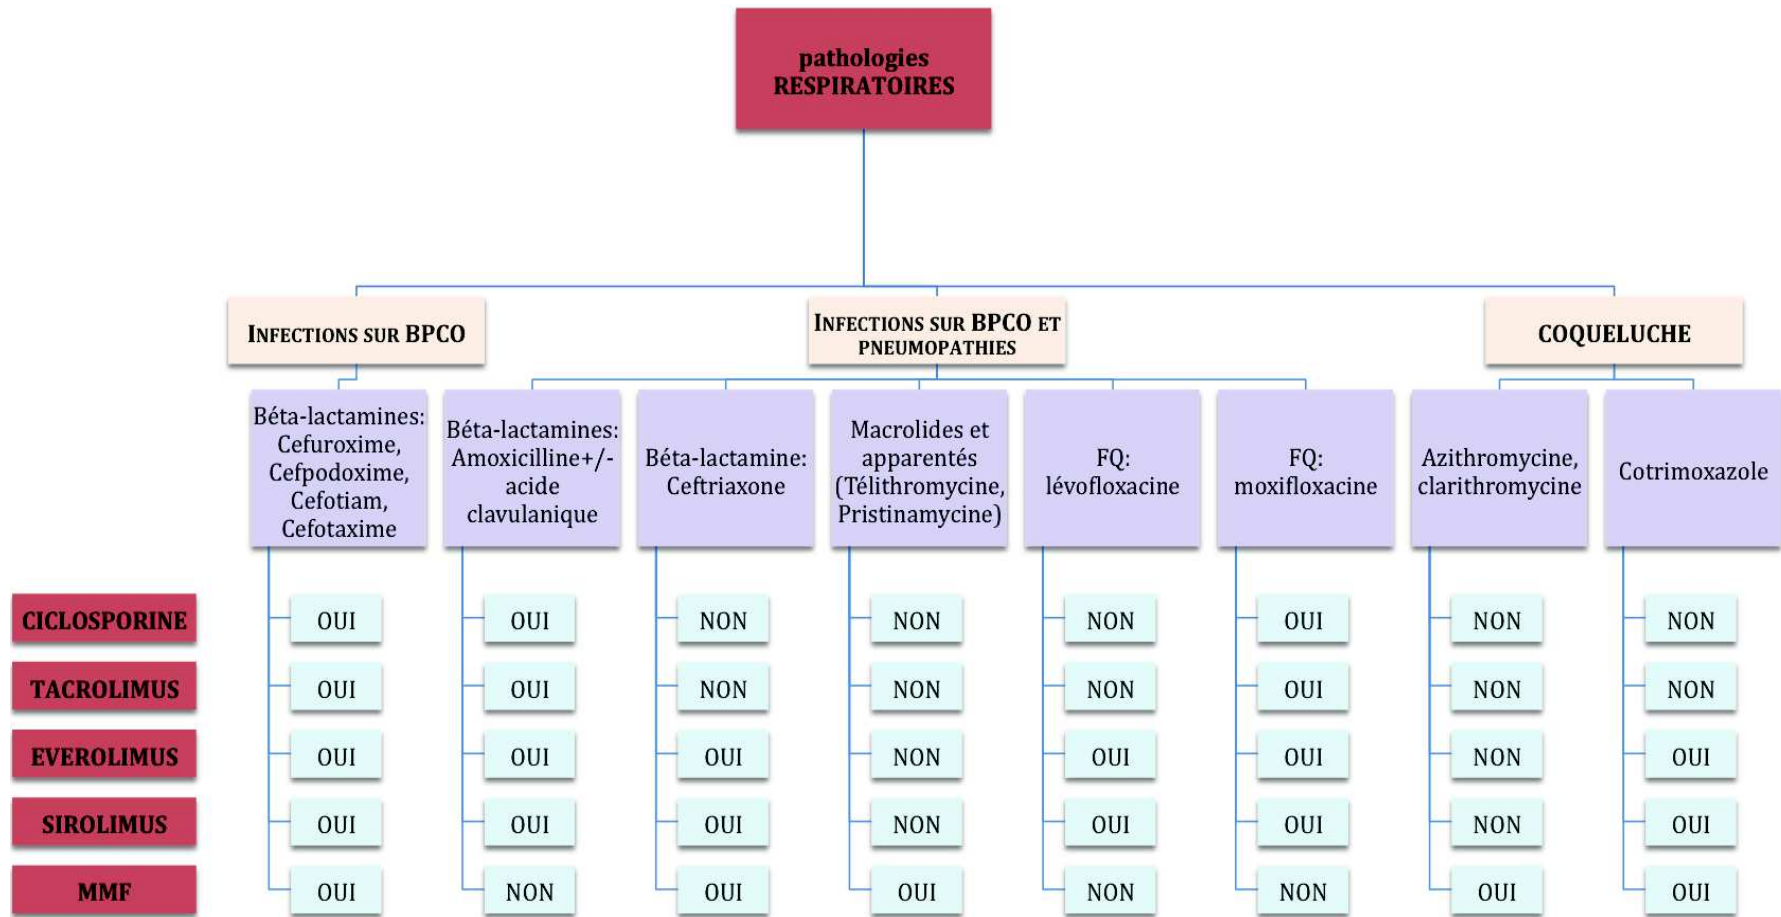 pathologies
RESPIRATOIRES
INFECTIONS SUR BPCO
INFECTIONS SUR BPCO ET
PNEUMOPATHIES
COQUELUCHE
Béta-lactamines:
Cefuroxime,
Cefpodoxime,
Cefotiam,
Cefotaxime
Béta-lactamines:
Amoxicilline+/-
acide
clavulanique
Béta-lactamine:
Ceftriaxone
Macrolides et
apparentés
(Télithromycine,
Pristinamycine)
FQ:
lévofloxacine
FQ:
moxifloxacine
Azithromycine,
clarithromycine
Cotrimoxazole
CICLOSPORINE OUI OUI NON NON NON OUI NON NON
TACROLIMUS OUI OUI NON NON NON OUI NON NON
EVEROLIMUS OUI OUI OUI NON OUI OUI NON OUI
SIROLIMUS OUI OUI OUI NON OUI OUI NON OUI
MMF OUI NON OUI OUI NON NON OUI OUI